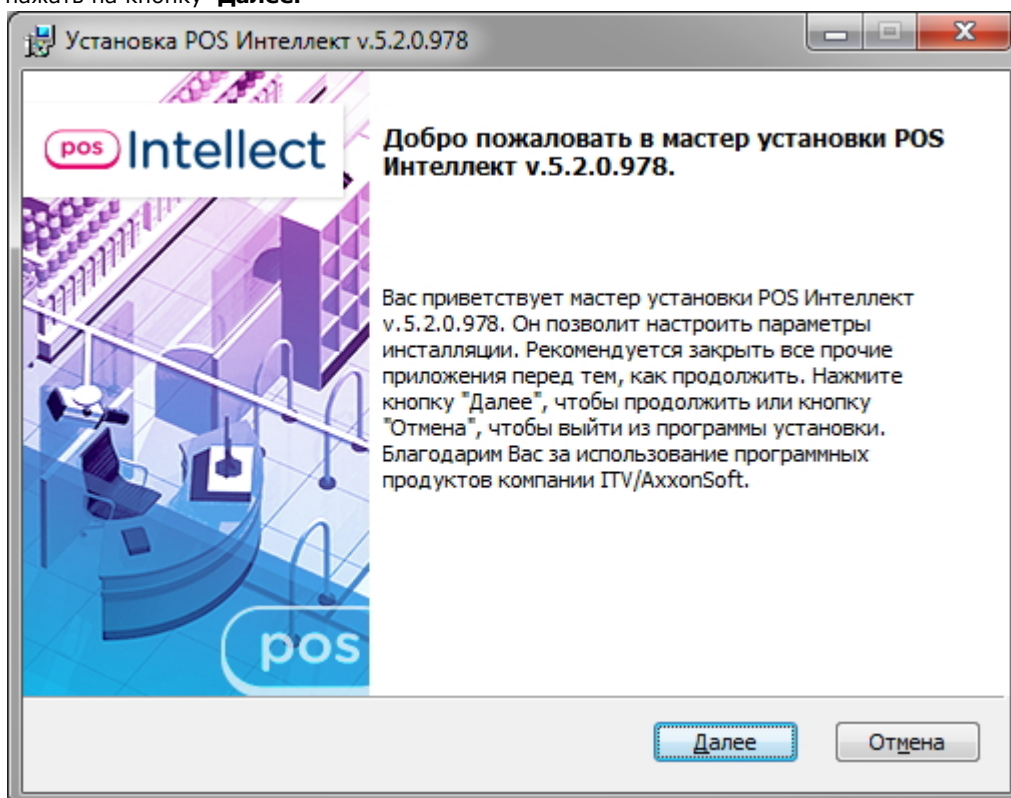 нажать на кнопку Далее.
Установка POS Интеллект v.5.2.0.978
pos Intellect
Добро пожаловать в мастер установки POS
Интеллект v.5.2.0.978.
Вас приветствует мастер установки POS Интеллект
v.5.2.0.978. Он позволит настроить параметры
инсталляции. Рекомендуется закрыть все прочие
приложения перед тем, как продолжить. Нажмите
кнопку "Далее", чтобы продолжить или кнопку
"Отмена", чтобы выйти из программы установки.
Благодарим Вас за использование программных
продуктов компании ITV/AxxonSoft.
pos
Далее
Отмена